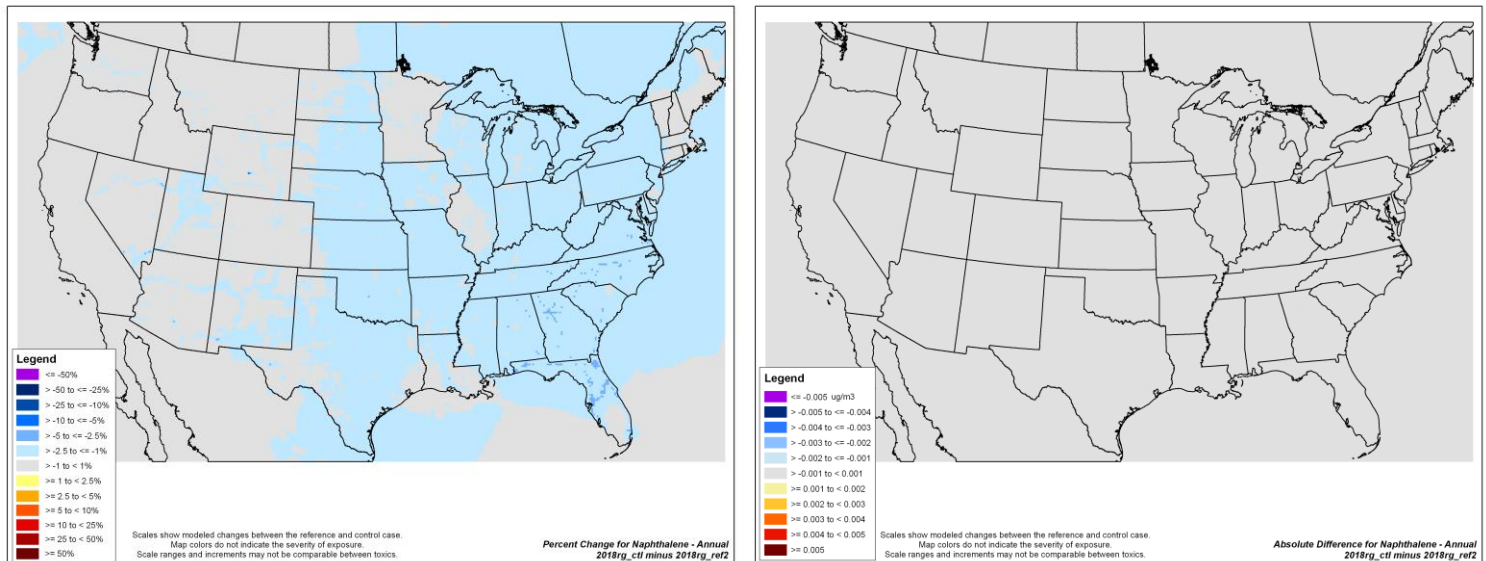 Legend
<= -50%
> -50 to <= -25%
> -25 to <= -10%
> -10 to <= -5%
> -5 to <= -2.5%
> -2.5 to <= -1%
> -1 to < 1%
>= 1 to < 2.5%
>= 2.5 to < 5%
>= 5 to < 10%
>= 10 to < 25%
>= 25 to < 50%
>= 50%
Scales show modeled changes between the reference and control case.
Map colors do not indicate the severity of exposure.
Scale ranges and increments may not be comparable between toxics.
Percent Change for Naphthalene - Annual
2018rg_ctl minus 2018rg_ref2
Legend
<= -0.005 ug/m3
> -0.005 to <= -0.004
> -0.004 to <= -0.003
> -0.003 to <= -0.002
> -0.002 to <= -0.001
> -0.001 to < 0.001
>= 0.001 to < 0.002
>= 0.002 to < 0.003
>= 0.003 to < 0.004
>= 0.004 to < 0.005
>= 0.005
Scales show modeled changes between the reference and control case.
Map colors do not indicate the severity of exposure.
Scale ranges and increments may not be comparable between toxics.
Absolute Difference for Naphthalene - Annual
2018rg_ctl minus 2018rg_ref2